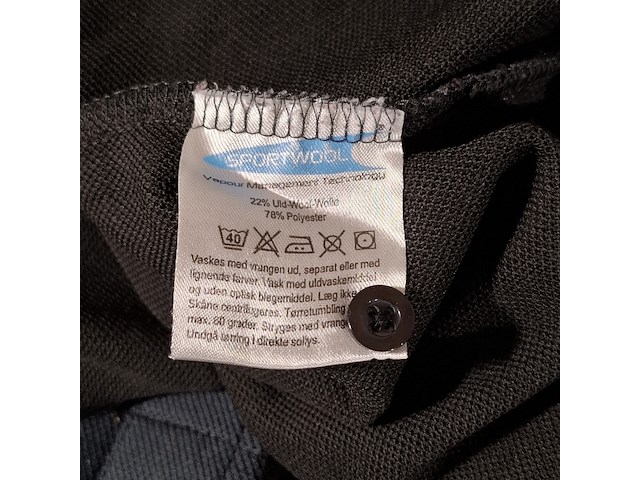 SPORTWOOL
Vapour Management Technology
22% Uld-Wool-Wolle
78% Polyester
40
Vaskes med vrangen ud, separat eller med
lignende farver. Vask med uldvaskemiddel
og uden optisk blegemiddel. Læg ikke
Skåne centrifugeres. Tørretumbling
max. 60 grader. Stryges med vrange
Undgå tørring i direkte sollys.